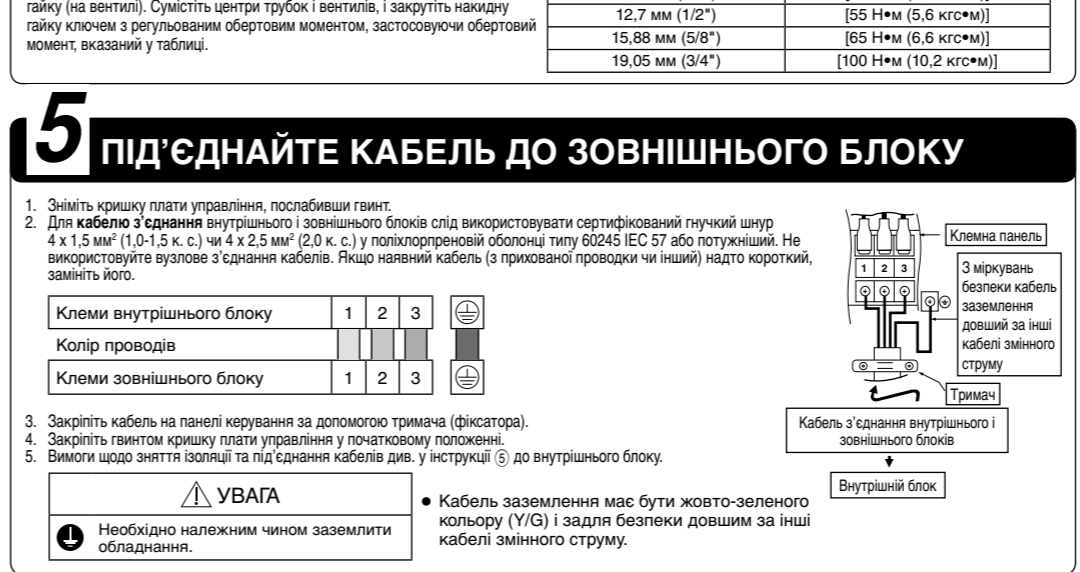 гайку (на вентилі). Сумістіть центри трубок і вентилів, і закрутіть накидну
гайку ключем з регульованим обертовим моментом, застосовуючи обертовий
момент, вказаний у таблиці.
12,7 мм (1/2") [55 Н•м (5,6 кгс•м)]
15,88 мм (5/8") [65 Н•м (6,6 кгс•м)]
19,05 мм (3/4") [100 Н•м (10,2 кгс•м)]
5 ПІД’ЄДНАЙТЕ КАБЕЛЬ ДО ЗОВНІШНЬОГО БЛОКУ
1. Зніміть кришку плати управління, послабивши гвинт.
2. Для кабелю з’єднання внутрішнього і зовнішнього блоків слід використовувати сертифікований гнучкий шнур
4 x 1,5 мм² (1,0-1,5 к. с.) чи 4 x 2,5 мм² (2,0 к. с.) у поліхлорпреновій оболонці типу 60245 IEC 57 або потужніший. Не
використовуйте вузлове з’єднання кабелів. Якщо наявний кабель (з прихованої проводки чи інший) надто короткий,
замініть його.
Клеми внутрішнього блоку 1 2 3
Колір проводів
Клеми зовнішнього блоку 1 2 3
3. Закріпіть кабель на панелі керування за допомогою тримача (фіксатора).
4. Закріпіть гвинтом кришку плати управління у початковому положенні.
5. Вимоги щодо зняття ізоляції та під’єднання кабелів див. у інструкції ⑤ до внутрішнього блоку.
УВАГА
Необхідно належним чином заземлити
обладнання.
● Кабель заземлення має бути жовто-зеленого
кольору (Y/G) і задля безпеки довшим за інші
кабелі змінного струму.
1 2 3
Клемна панель
З міркувань
безпеки кабель
заземлення
довший за інші
кабелі змінного
струму
Тримач
Кабель з’єднання внутрішнього і
зовнішнього блоків
Внутрішній блок